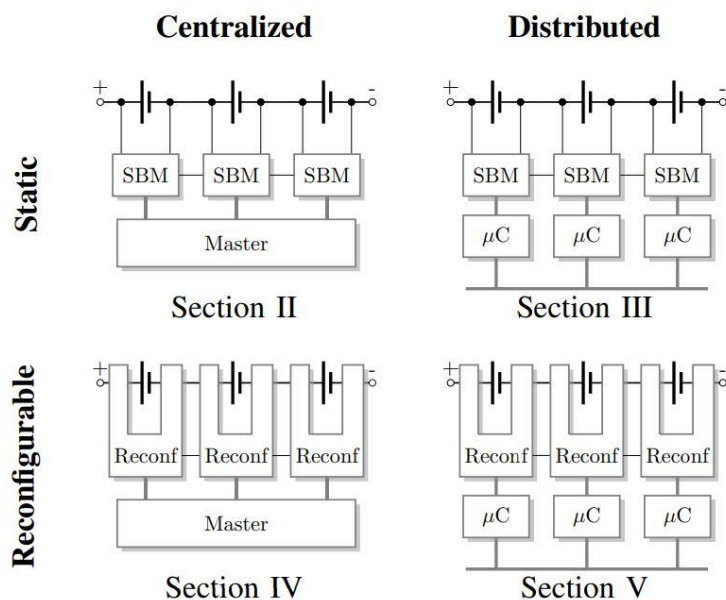 Centralized Distributed
Static
+ - + -
SBM SBM SBM SBM SBM SBM
Master μC μC μC
Section II Section III
Reconfigurable
+ - + -
Reconf Reconf Reconf Reconf Reconf Reconf
Master μC μC μC
Section IV Section V